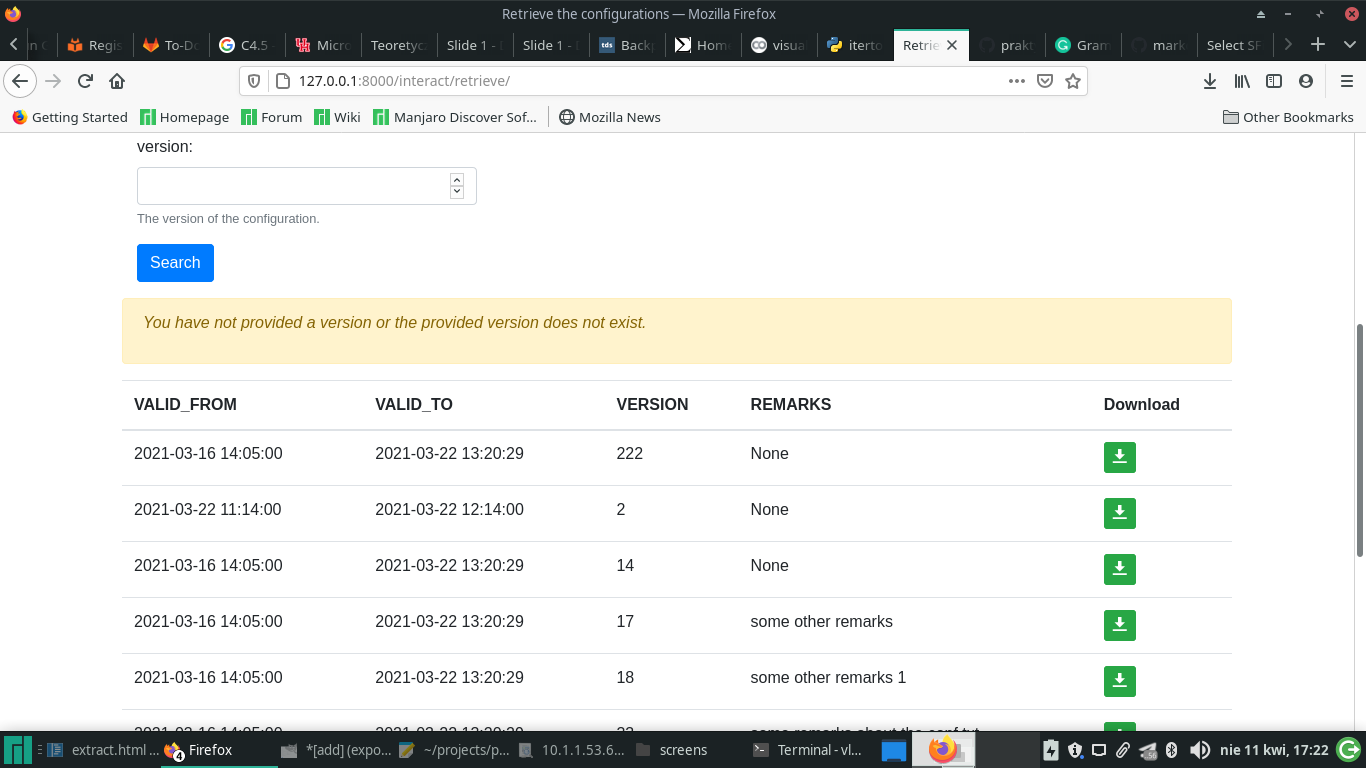 Retrieve the configurations — Mozilla Firefox
Regis
To-Do
C4.5 -
Micro
Teoretyc
Slide 1 -
Slide 1 -
tds Back
Home
visua
iterto
Retrie
prakt
Gran
mark
Select SF
127.0.0.1:8000/interact/retrieve/
Getting Started
Homepage
Forum
Wiki
Manjaro Discover Sof...
Mozilla News
Other Bookmarks
version:
The version of the configuration.
Search
You have not provided a version or the provided version does not exist.
VALID_FROM VALID_TO VERSION REMARKS Download
2021-03-16 14:05:00 2021-03-22 13:20:29 222 None
2021-03-22 11:14:00 2021-03-22 12:14:00 2 None
2021-03-16 14:05:00 2021-03-22 13:20:29 14 None
2021-03-16 14:05:00 2021-03-22 13:20:29 17 some other remarks
2021-03-16 14:05:00 2021-03-22 13:20:29 18 some other remarks 1
extract.html ...
4 Firefox
*[add] (expo...
~/projects/p...
10.1.1.53.6...
screens
Terminal - vl...
nie 11 kwi, 17:22